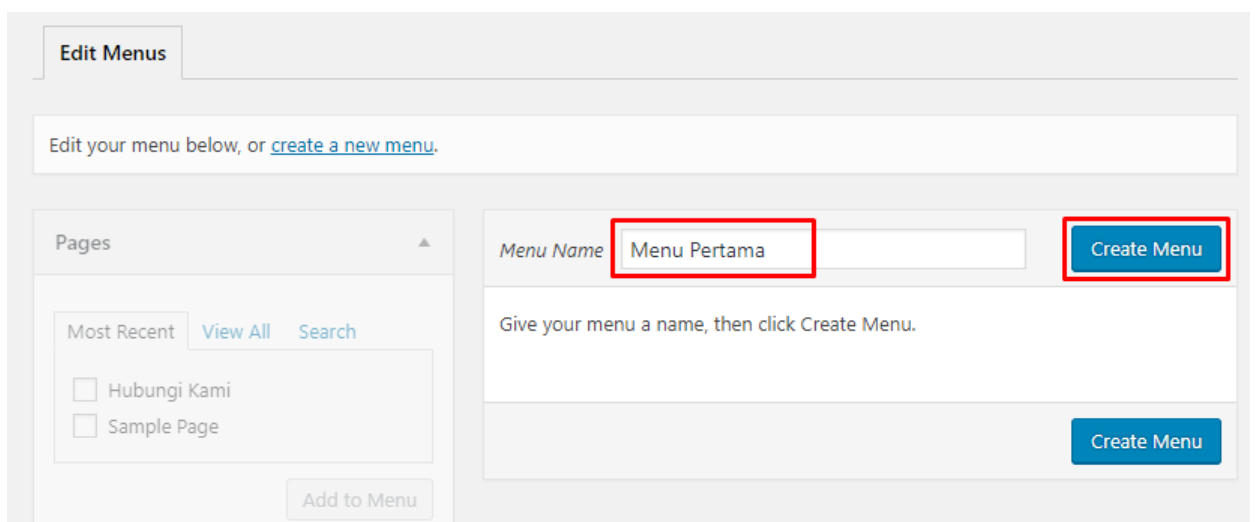 Edit Menus
Edit your menu below, or create a new menu.
Pages
Most Recent View All Search
Hubungi Kami
Sample Page
Add to Menu
Menu Name Menu Pertama Create Menu
Give your menu a name, then click Create Menu.
Create Menu